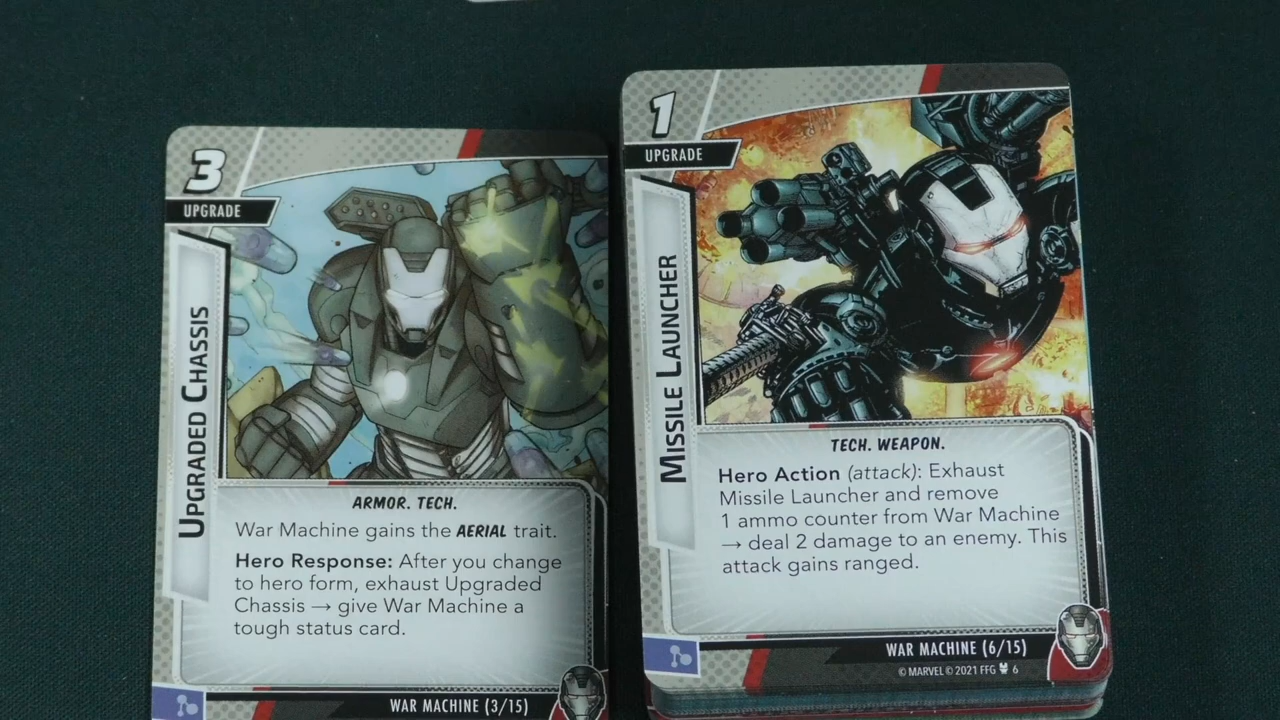 3
UPGRADE
UPGRADED CHASSIS
ARMOR. TECH.
War Machine gains the AERIAL trait.
Hero Response: After you change
to hero form, exhaust Upgraded
Chassis → give War Machine a
tough status card.
WAR MACHINE (3/15)
1
UPGRADE
MISSILE LAUNCHER
TECH. WEAPON.
Hero Action (attack): Exhaust
Missile Launcher and remove
1 ammo counter from War Machine
→ deal 2 damage to an enemy. This
attack gains ranged.
WAR MACHINE (6/15)
© MARVEL © 2021 FFG 6